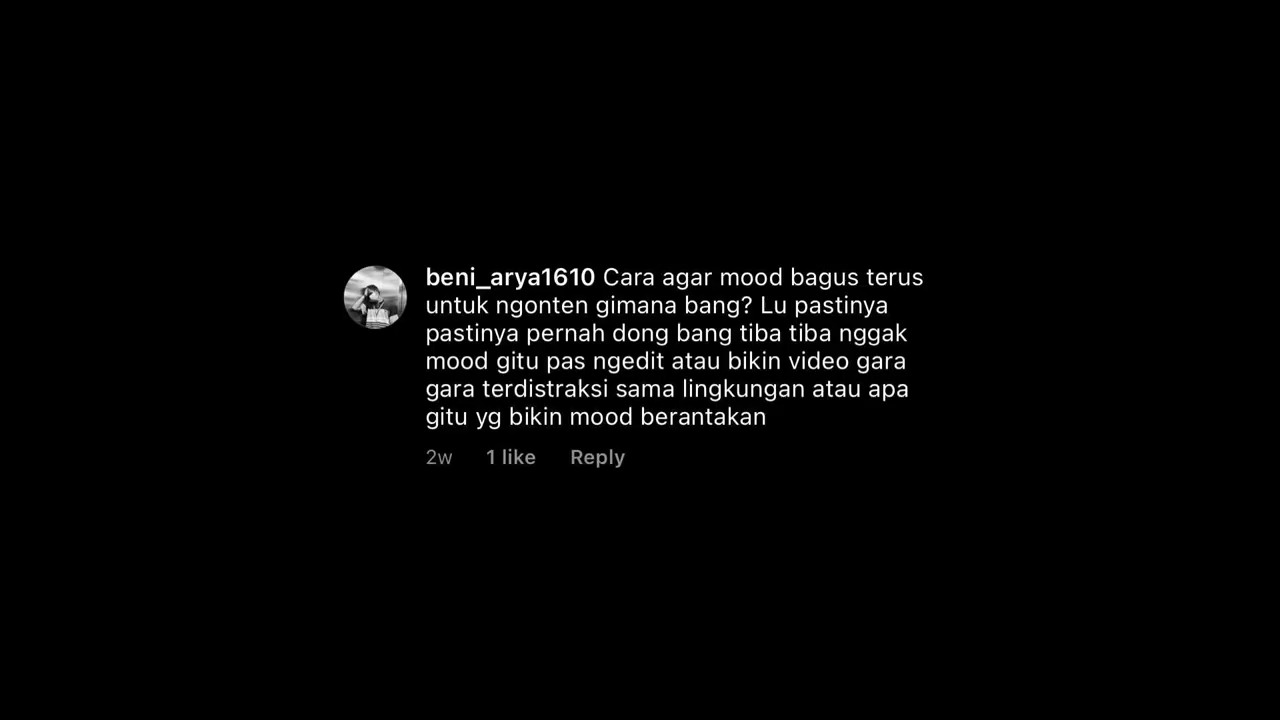 beni_arya1610 Cara agar mood bagus terus
untuk ngonten gimana bang? Lu pastinya
pastinya pernah dong bang tiba tiba nggak
mood gitu pas ngedit atau bikin video gara
gara terdistraksi sama lingkungan atau apa
gitu yg bikin mood berantakan
2w 1 like Reply